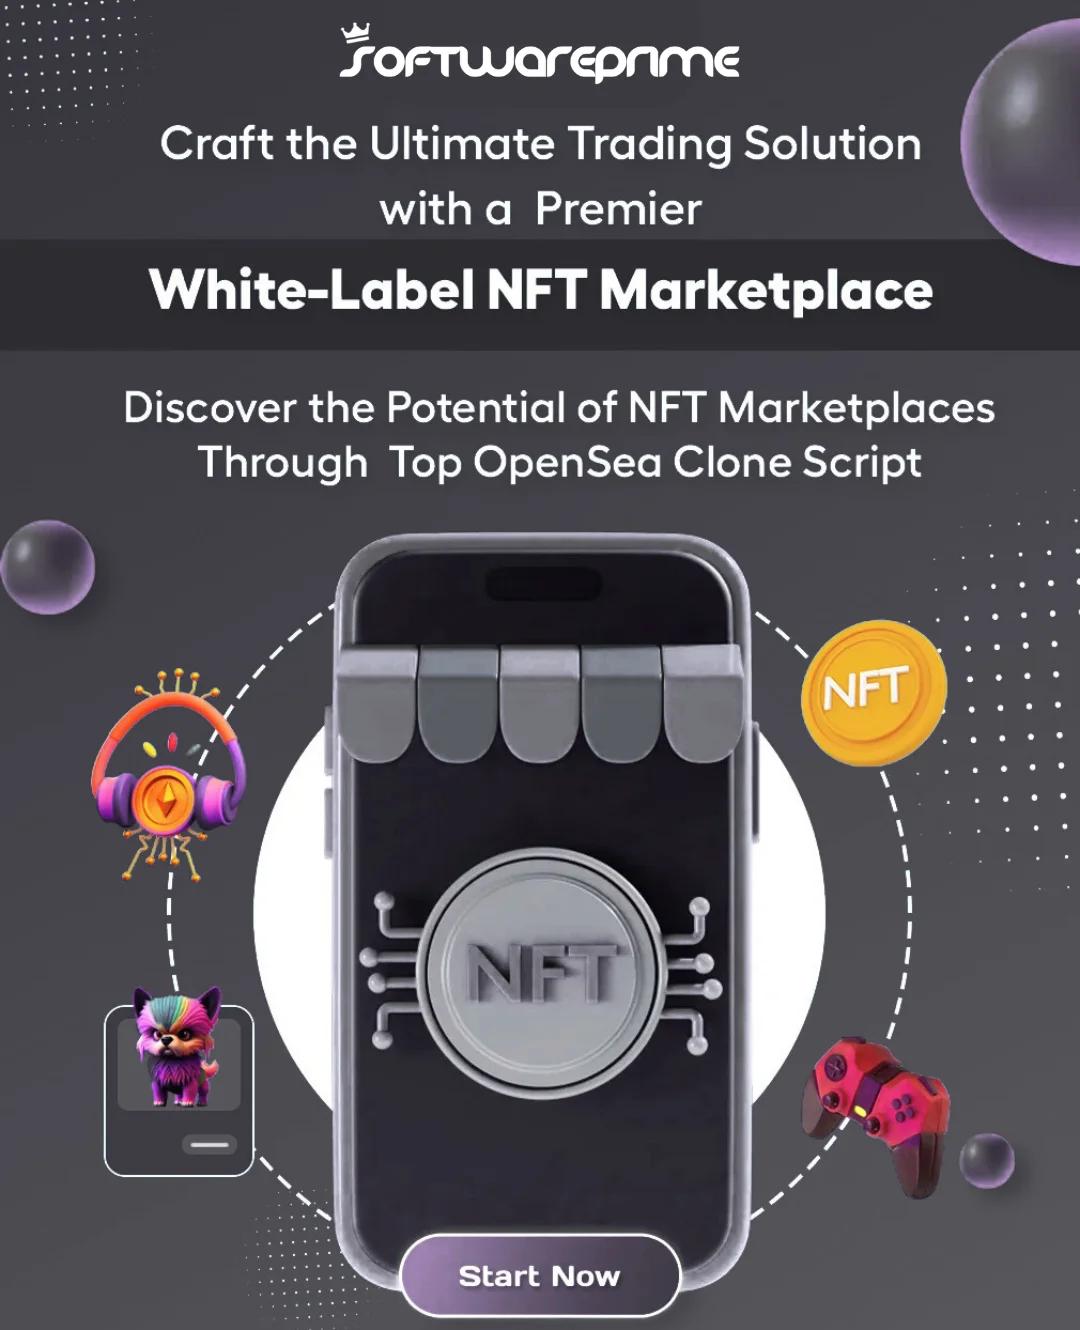 SOFTWAREPRIME
Craft the Ultimate Trading Solution
with a Premier
White-Label NFT Marketplace
Discover the Potential of NFT Marketplaces
Through Top OpenSea Clone Script
NFT
NFT
Start Now